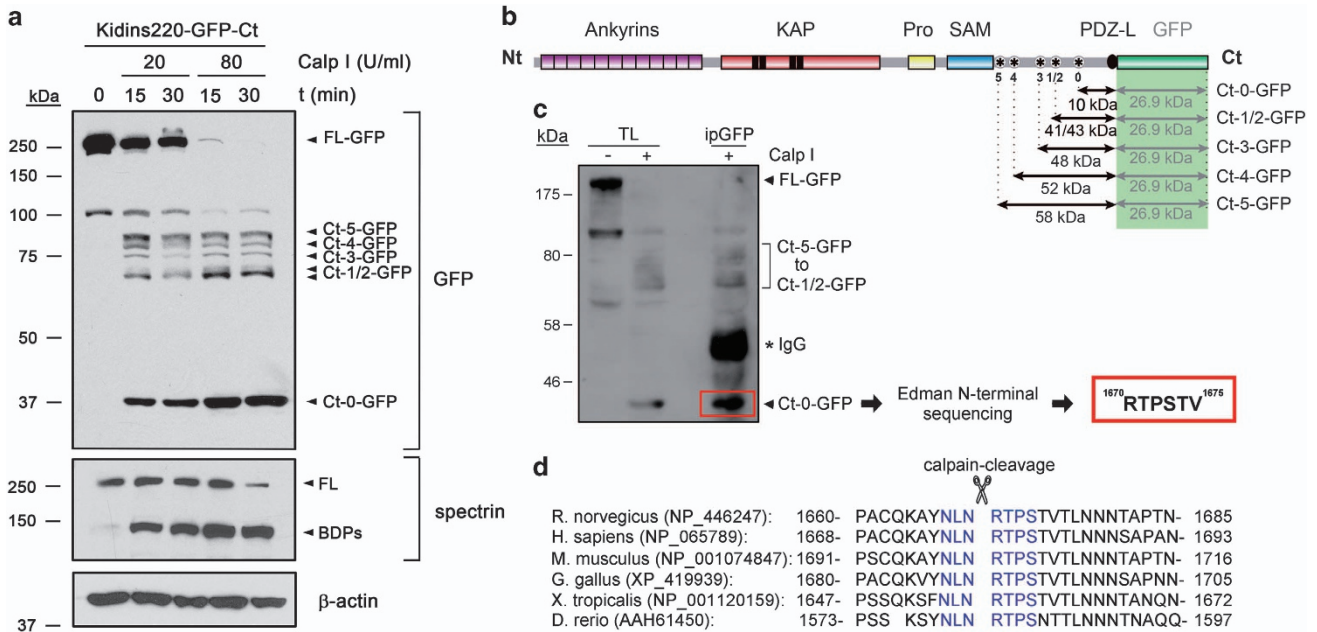 a
Kidins220-GFP-Ct
20 80 Calp I (U/ml)
kDa 0 15 30 15 30 t (min)
250 FL-GFP
150
100
Ct-5-GFP
Ct-4-GFP
75 Ct-3-GFP
Ct-1/2-GFP
GFP
50
37 Ct-0-GFP
250 FL
spectrin
150 BDPs
β-actin
37
b
Ankyrins KAP Pro SAM PDZ-L GFP
Nt * * * * * Ct
5 4 3 1/2 0
10 kDa 26.9 kDa Ct-0-GFP
41/43 kDa 26.9 kDa Ct-1/2-GFP
48 kDa 26.9 kDa Ct-3-GFP
52 kDa 26.9 kDa Ct-4-GFP
58 kDa 26.9 kDa Ct-5-GFP
c
kDa TL ipGFP
- + + Calp I
175 FL-GFP
80 Ct-5-GFP
to
Ct-1/2-GFP
58
* IgG
46
Ct-0-GFP Edman N-terminal sequencing 1670RTPSTV1675
d
calpain-cleavage
R. norvegicus (NP_446247): 1660- PACQKAYNLN RTPSTVTLNNNTAPTN- 1685
H. sapiens (NP_065789): 1668- PACQKAYNLN RTPSTVTLNNNSAPAN- 1693
M. musculus (NP_001074847): 1691- PSCQKAYNLN RTPSTVTLNNNTAPTN- 1716
G. gallus (XP_419939): 1680- PACQKVYNLN RTPSTVTLNNNSAPNN- 1705
X. tropicalis (NP_001120159): 1647- PSSQKSFNLN RTPSTVTLNNNTANQN- 1672
D. rerio (AAH61450): 1573- PSS KSYNLN RTPSNTTLNNNTNAQQ- 1597